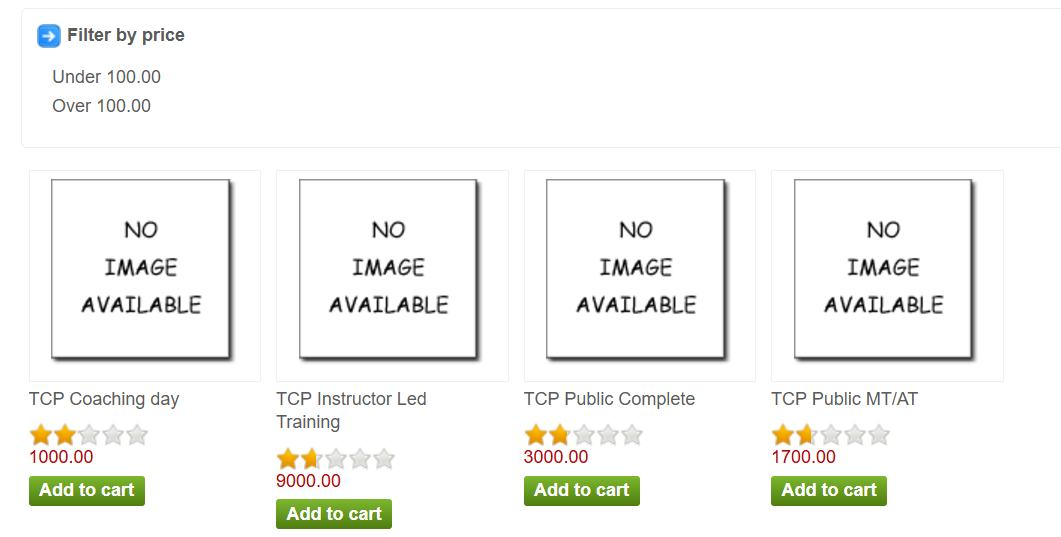 Filter by price
Under 100.00
Over 100.00
NO
IMAGE
AVAILABLE
NO
IMAGE
AVAILABLE
NO
IMAGE
AVAILABLE
NO
IMAGE
AVAILABLE
TCP Coaching day
1000.00
Add to cart
TCP Instructor Led
Training
9000.00
Add to cart
TCP Public Complete
3000.00
Add to cart
TCP Public MT/AT
1700.00
Add to cart